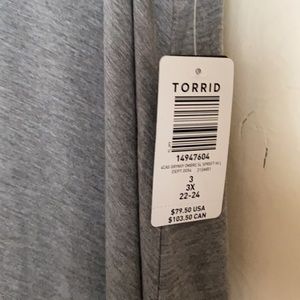 TORRID
14947604
3
3X
22-24
$79.50 USA
$103.50 CAN